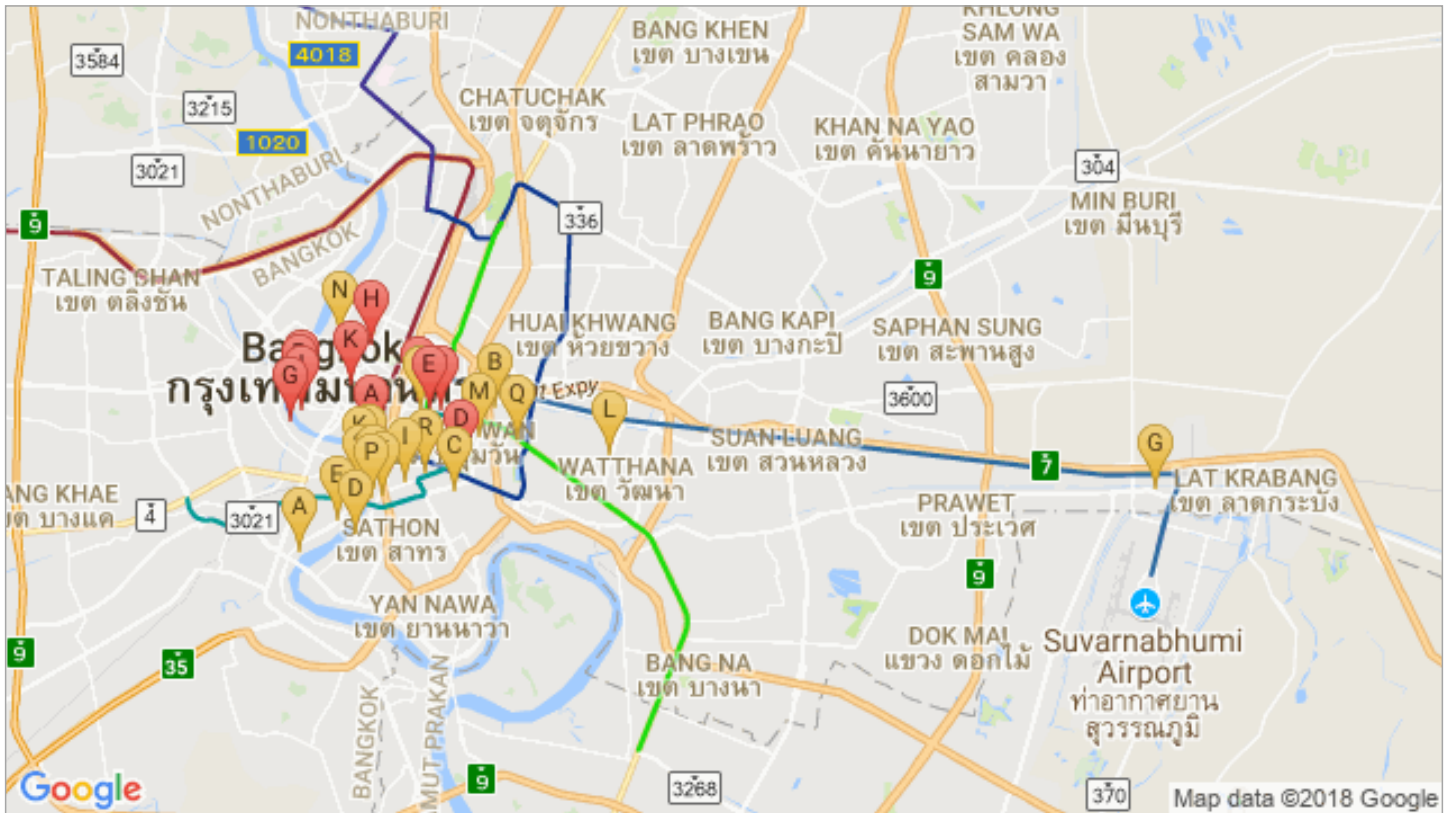 NONTHABURI
KHLONG
SAM WA
เขต คลอง
สามวา
BANG KHEN
เขต บางเขน
4018
3584
3215
CHATUCHAK
เขต จตุจักร
LAT PHRAO
เขต ลาดพร้าว
KHAN NA YAO
เขต คันนายาว
1020
3021
304
NONTHABURI
BANGKOK
MIN BURI
เขต มีนบุรี
9
336
TALING CHAN
เขต ตลิ่งชัน
9
N
H
K
HUAI KHWANG
เขต ห้วยขวาง
BANG KAPI
เขต บางกะปิ
SAPHAN SUNG
เขต สะพานสูง
Bangkok
E
B
G
A
M
Q
Expy
D
L
3600
K
I
R
C
P
SUAN LUANG
เขต สวนหลวง
WATTHANA
เขต วัฒนา
7
G
LAT KRABANG
เขต ลาดกระบัง
ANG KHAE
ขต บางแค
4
3021
E
D
A
PRAWET
เขต ประเวศ
SATHON
เขต สาทร
9
YAN NAWA
เขต ยานนาวา
DOK MAI
แขวง ดอกไม้
Suvarnabhumi
Airport
ท่าอากาศยาน
สุวรรณภูมิ
9
35
BANG NA
เขต บางนา
BANGKOK
AMUT PRAKAN
9
3268
370
Google
Map data ©2018 Google